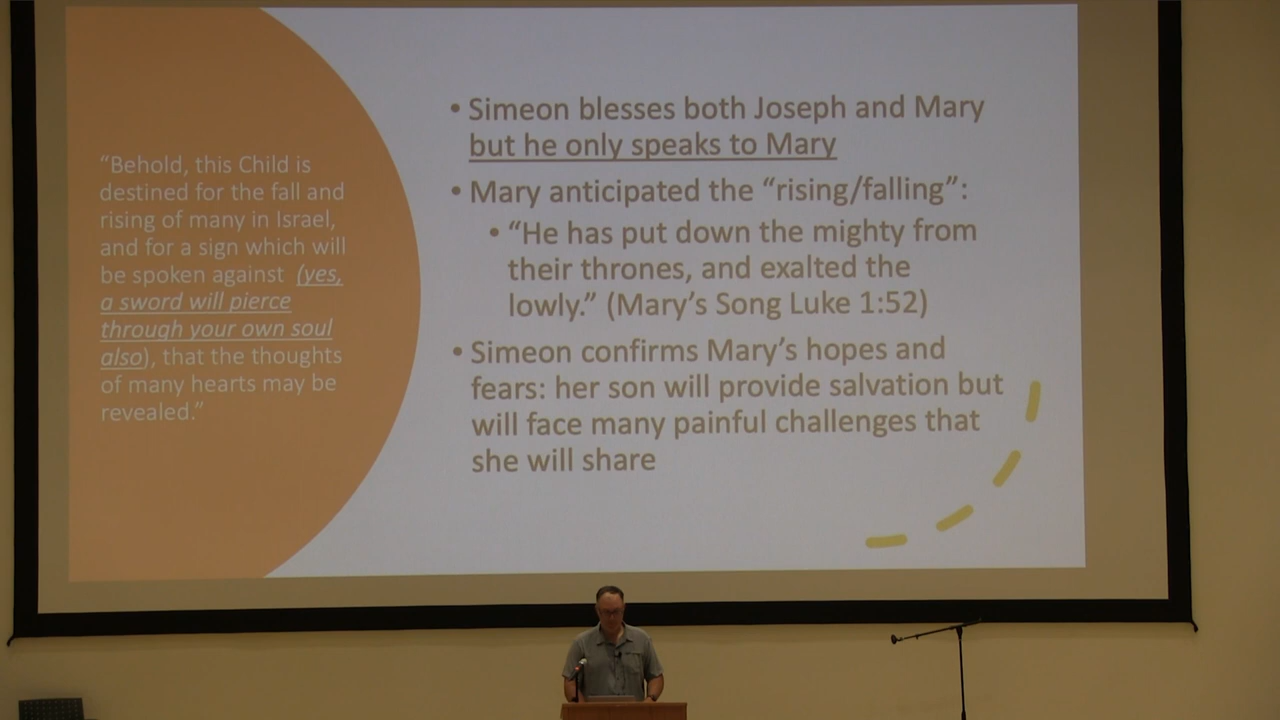 “Behold, this Child is
destined for the fall and
rising of many in Israel,
and for a sign which will
be spoken against (yes,
a sword will pierce
through your own soul
also), that the thoughts
of many hearts may be
revealed.”
• Simeon blesses both Joseph and Mary
but he only speaks to Mary
• Mary anticipated the “rising/falling”:
• “He has put down the mighty from
their thrones, and exalted the
lowly.” (Mary’s Song Luke 1:52)
• Simeon confirms Mary’s hopes and
fears: her son will provide salvation but
will face many painful challenges that
she will share